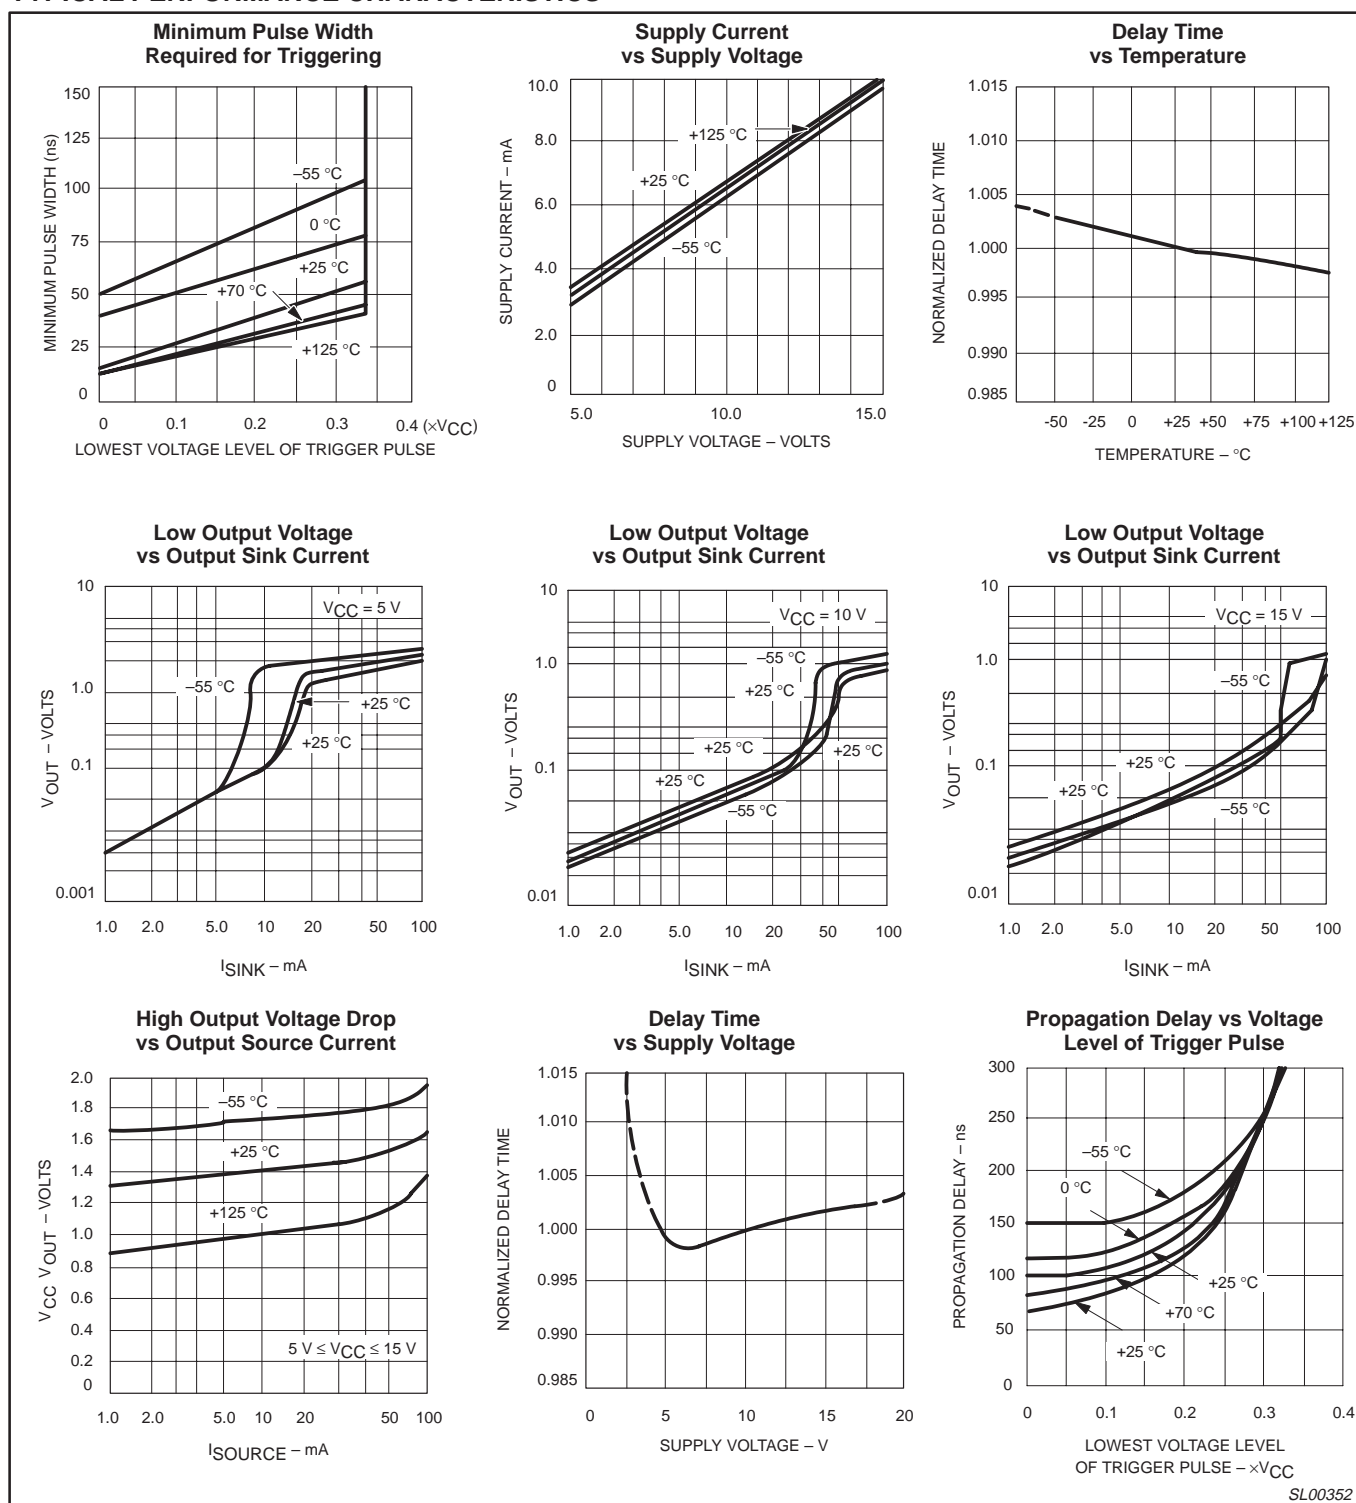 Minimum Pulse Width
Required for Triggering
150
125
100
75
50
25
0
MINIMUM PULSE WIDTH (ns)
–55 °C
0 °C
+25 °C
+70 °C
+125 °C
0 0.1 0.2 0.3 0.4 (×VCC)
LOWEST VOLTAGE LEVEL OF TRIGGER PULSE
Supply Current
vs Supply Voltage
10.0
8.0
6.0
4.0
2.0
0
SUPPLY CURRENT – mA
+125 °C
+25 °C
–55 °C
5.0 10.0 15.0
SUPPLY VOLTAGE – VOLTS
Delay Time
vs Temperature
1.015
1.010
1.005
1.000
0.995
0.990
0.985
NORMALIZED DELAY TIME
-50 -25 0 +25 +50 +75 +100 +125
TEMPERATURE – °C
Low Output Voltage
vs Output Sink Current
10
1.0
0.1
0.001
VOUT – VOLTS
VCC = 5 V
–55 °C
+25 °C
+25 °C
1.0 2.0 5.0 10 20 50 100
ISINK – mA
Low Output Voltage
vs Output Sink Current
10
1.0
0.1
0.01
VOUT – VOLTS
VCC = 10 V
–55 °C
+25 °C
+25 °C
+25 °C
+25 °C
–55 °C
1.0 2.0 5.0 10 20 50 100
ISINK – mA
Low Output Voltage
vs Output Sink Current
10
1.0
0.1
0.01
VOUT – VOLTS
VCC = 15 V
–55 °C
+25 °C
+25 °C
–55 °C
1.0 2.0 5.0 10 20 50 100
ISINK – mA
High Output Voltage Drop
vs Output Source Current
2.0
1.8
1.6
1.4
1.2
1.0
0.8
0.6
0.4
0.2
0
VCC VOUT – VOLTS
–55 °C
+25 °C
+125 °C
5 V ≤ VCC ≤ 15 V
1.0 2.0 5.0 10 20 50 100
ISOURCE – mA
Delay Time
vs Supply Voltage
1.015
1.010
1.005
1.000
0.995
0.990
0.985
NORMALIZED DELAY TIME
0 5 10 15 20
SUPPLY VOLTAGE – V
Propagation Delay vs Voltage
Level of Trigger Pulse
300
250
200
150
100
50
0
PROPAGATION DELAY – ns
–55 °C
0 °C
+25 °C
+70 °C
+25 °C
0 0.1 0.2 0.3 0.4
LOWEST VOLTAGE LEVEL
OF TRIGGER PULSE – ×VCC
SL00352